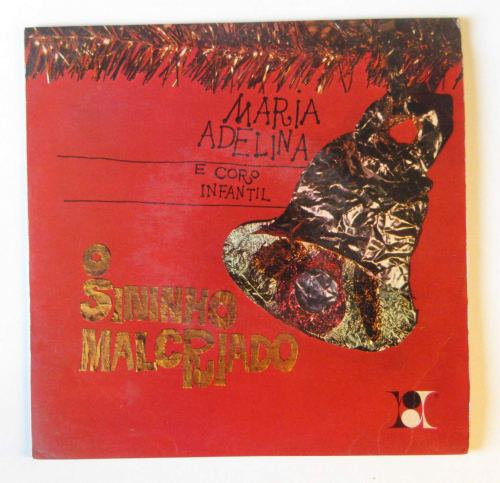 MARIA
ADELINA
E CORO
INFANTIL
O
SININHO
MALCRIADO